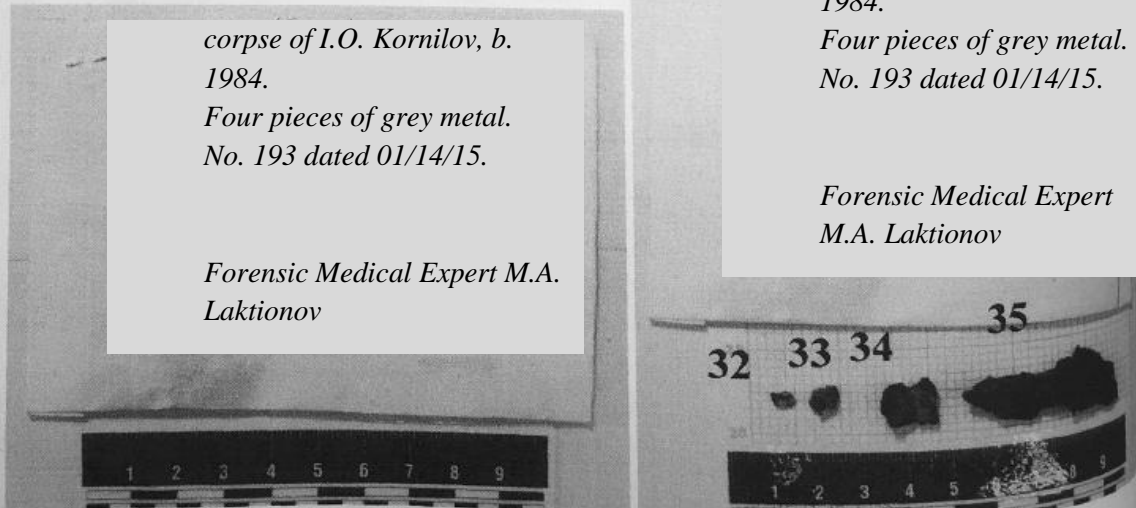 corpse of I.O. Kornilov, b.
1984.
Four pieces of grey metal.
No. 193 dated 01/14/15.
Forensic Medical Expert M.A.
Laktionov
1 2 3 4 5 6 7 8 9
1984.
Four pieces of grey metal.
No. 193 dated 01/14/15.
Forensic Medical Expert
M.A. Laktionov
32 33 34 35
1 2 3 4 5 8 9